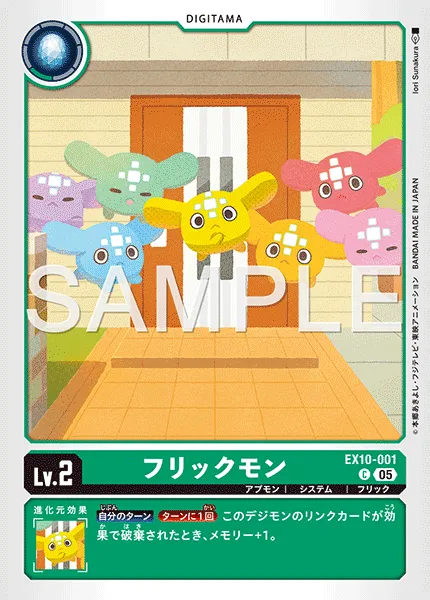 DIGITAMA
Iori Sunakura
SAMPLE
© 本郷あきよし・フジテレビ・東映アニメーション BANDAI MADE IN JAPAN
EX10-001
Lv.2 フリックモン C 05
アプモン | システム | フリック
進化元効果
自分のターン ターンに1回 このデジモンのリンクカードが効
果で破棄されたとき、メモリー+1。